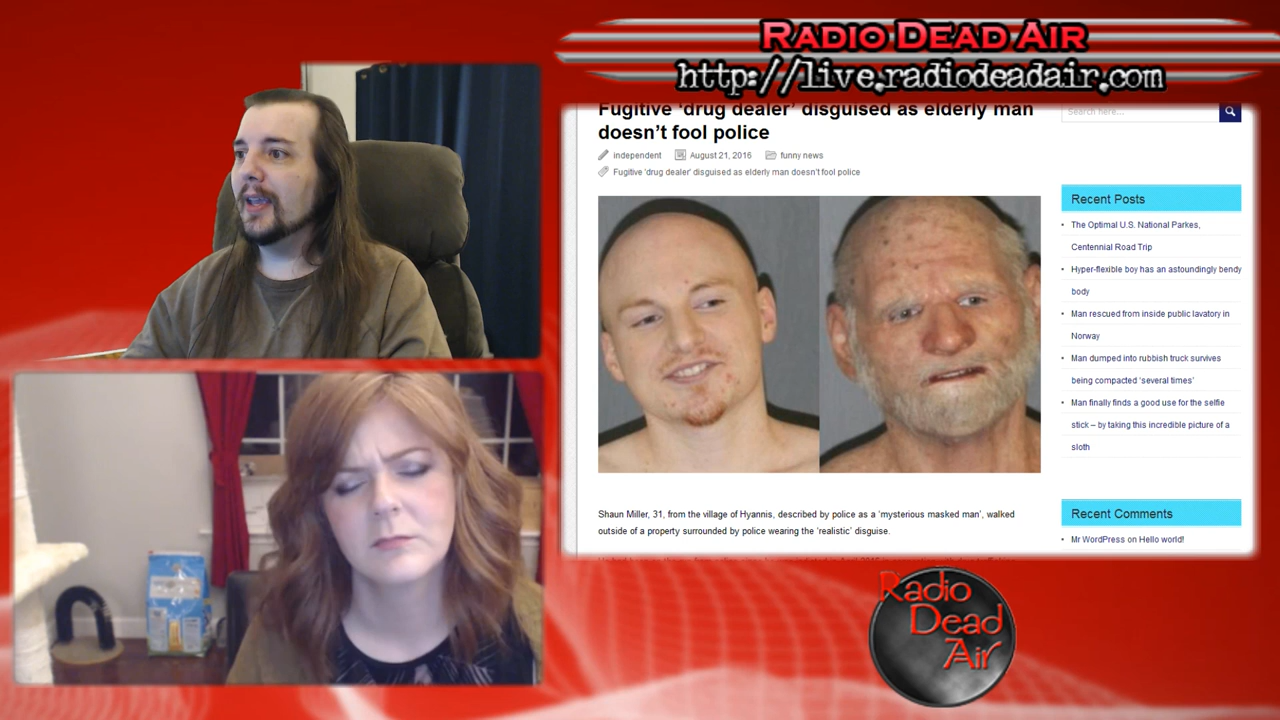 RADIO DEAD AIR
http://live.radiodeadair.com
Fugitive 'drug dealer' disguised as elderly man
doesn't fool police
independent August 21, 2016 funny news
Fugitive 'drug dealer' disguised as elderly man doesn't fool police
Shaun Miller, 31, from the village of Hyannis, described by police as a 'mysterious masked man', walked
outside of a property surrounded by police wearing the 'realistic' disguise.
Search here...
Recent Posts
The Optimal U.S. National Parkes,
Centennial Road Trip
Hyper-flexible boy has an astoundingly bendy
body
Man rescued from inside public lavatory in
Norway
Man dumped into rubbish truck survives
being compacted 'several times'
Man finally finds a good use for the selfie
stick – by taking this incredible picture of a
sloth
Recent Comments
Mr WordPress on Hello world!
Radio
Dead
Air